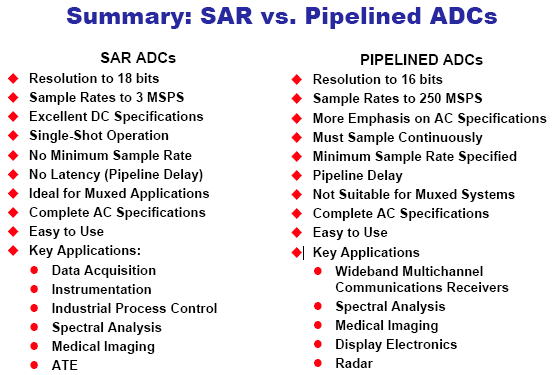 Summary: SAR vs. Pipelined ADCs
SAR ADCs
Resolution to 18 bits
Sample Rates to 3 MSPS
Excellent DC Specifications
Single-Shot Operation
No Minimum Sample Rate
No Latency (Pipeline Delay)
Ideal for Muxed Applications
Complete AC Specifications
Easy to Use
Key Applications:
Data Acquisition
Instrumentation
Industrial Process Control
Spectral Analysis
Medical Imaging
ATE
PIPELINED ADCs
Resolution to 16 bits
Sample Rates to 250 MSPS
More Emphasis on AC Specifications
Must Sample Continuously
Minimum Sample Rate Specified
Pipeline Delay
Not Suitable for Muxed Systems
Complete AC Specifications
Easy to Use
Key Applications
Wideband Multichannel
Communications Receivers
Spectral Analysis
Medical Imaging
Display Electronics
Radar